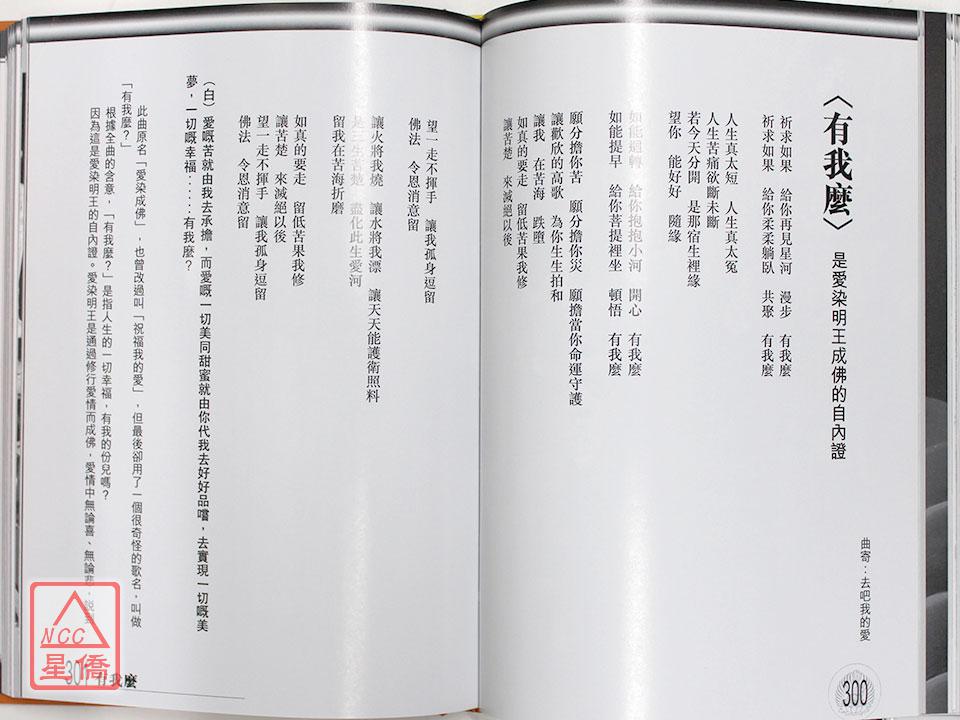 〈有我麼〉 是愛染明王成佛的自內證
曲寄：去吧我的愛
祈求如果 給你再見星河 漫步 有我麼
祈求如果 給你柔柔躺臥 共聚 有我麼
人生真太短 人生真太冤
人生苦痛欲斷未斷
若今天分開 是那宿生裡緣
望你 能好好 隨緣
如能迴轉 給你抱抱小河 開心 有我麼
如能提早 給你菩提裡坐 頓悟 有我麼
願分擔你苦 願分擔你災 願擔當你命運守護
讓歡欣的高歌 為你生生拍和
讓我 在苦海 跌墮
如真的要走 留低苦果我修
讓苦楚 來滅絕以後
300
望一走不揮手 讓我孤身逗留
佛法 令恩消意留
讓火將我燒 讓水將我漂 讓天天能護衛照料
是三生苦楚 盡化此生愛河
留我在苦海折磨
如真的要走 留低苦果我修
讓苦楚 來滅絕以後
望一走不揮手 讓我孤身逗留
佛法 令恩消意留
（白）愛嘅苦就由我去承擔，而愛嘅一切美同甜蜜就由你代我去好好品嚐，去實現一切嘅美
夢，一切嘅幸福......有我麼？
此曲原名「愛染成佛」，也曾改過叫「祝福我的愛」，但最後卻用了一個很奇怪的歌名，叫做
「有我麼？」
根據全曲的含意，「有我麼？」是指人生的一切幸福，有我的份兒嗎？
因為這是愛染明王的自內證。愛染明王是通過修行愛情而成佛，愛情中無論喜、無論悲，說到
301 有我麼
NCC
星僑